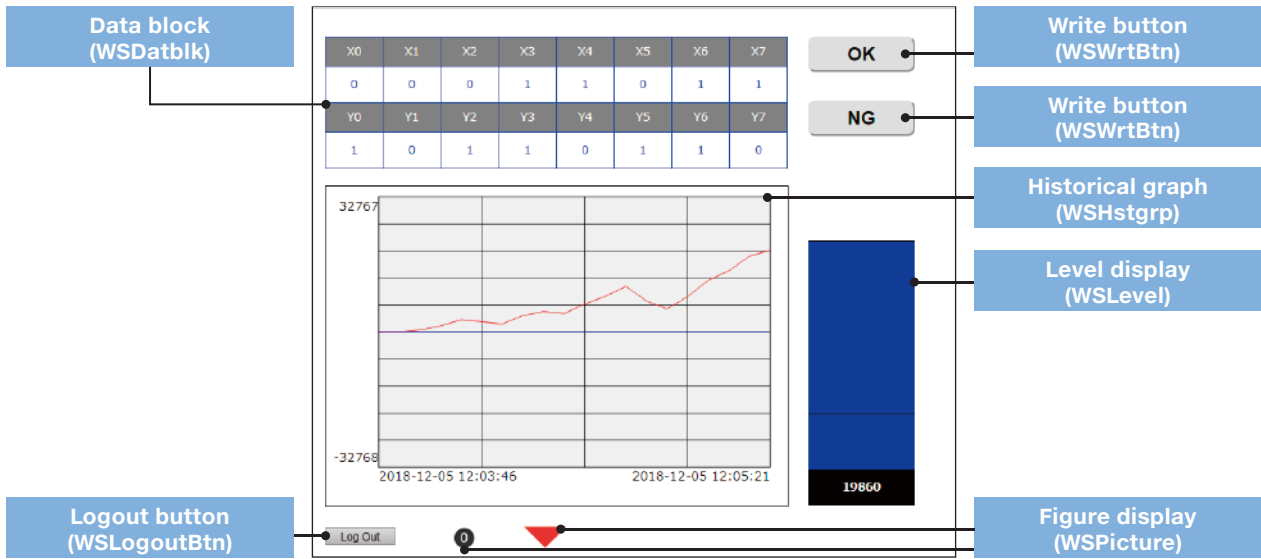 Data block
(WSDatblk)
X0 X1 X2 X3 X4 X5 X6 X7
0 0 0 1 1 0 1 1
Y0 Y1 Y2 Y3 Y4 Y5 Y6 Y7
1 0 1 1 0 1 1 0
OK
NG
Write button
(WSWrtBtn)
Write button
(WSWrtBtn)
Historical graph
(WSHstgrp)
Level display
(WSLevel)
32767
-32768
2018-12-05 12:03:46
2018-12-05 12:05:21
19860
Logout button
(WSLogoutBtn)
Log Out
0
Figure display
(WSPicture)